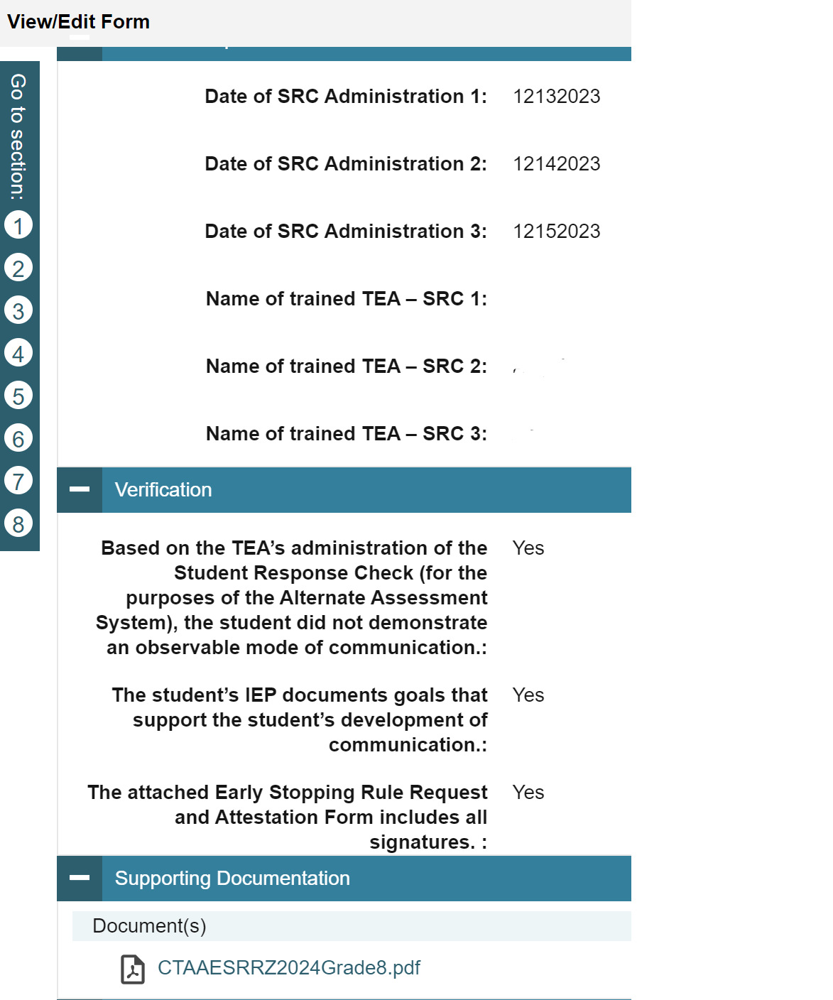 View/Edit Form
Go to section:
1
2
3
4
5
6
7
8
Date of SRC Administration 1: 12132023
Date of SRC Administration 2: 12142023
Date of SRC Administration 3: 12152023
Name of trained TEA – SRC 1:
Name of trained TEA – SRC 2:
Name of trained TEA – SRC 3:
Verification
Based on the TEA’s administration of the Yes
Student Response Check (for the
purposes of the Alternate Assessment
System), the student did not demonstrate
an observable mode of communication.:
The student’s IEP documents goals that Yes
support the student’s development of
communication.:
The attached Early Stopping Rule Request Yes
and Attestation Form includes all
signatures. :
Supporting Documentation
Document(s)
CTAAESRRZ2024Grade8.pdf